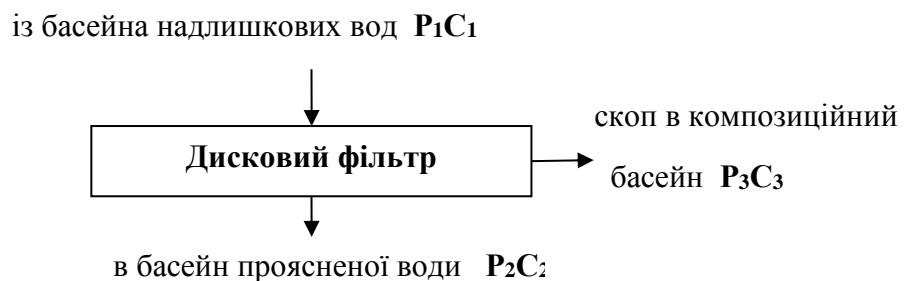 із басейна надлишкових вод P₁C₁
скоп в композиційний
Дисковий фільтр
басейн P₃C₃
в басейн проясненої води P₂C₂